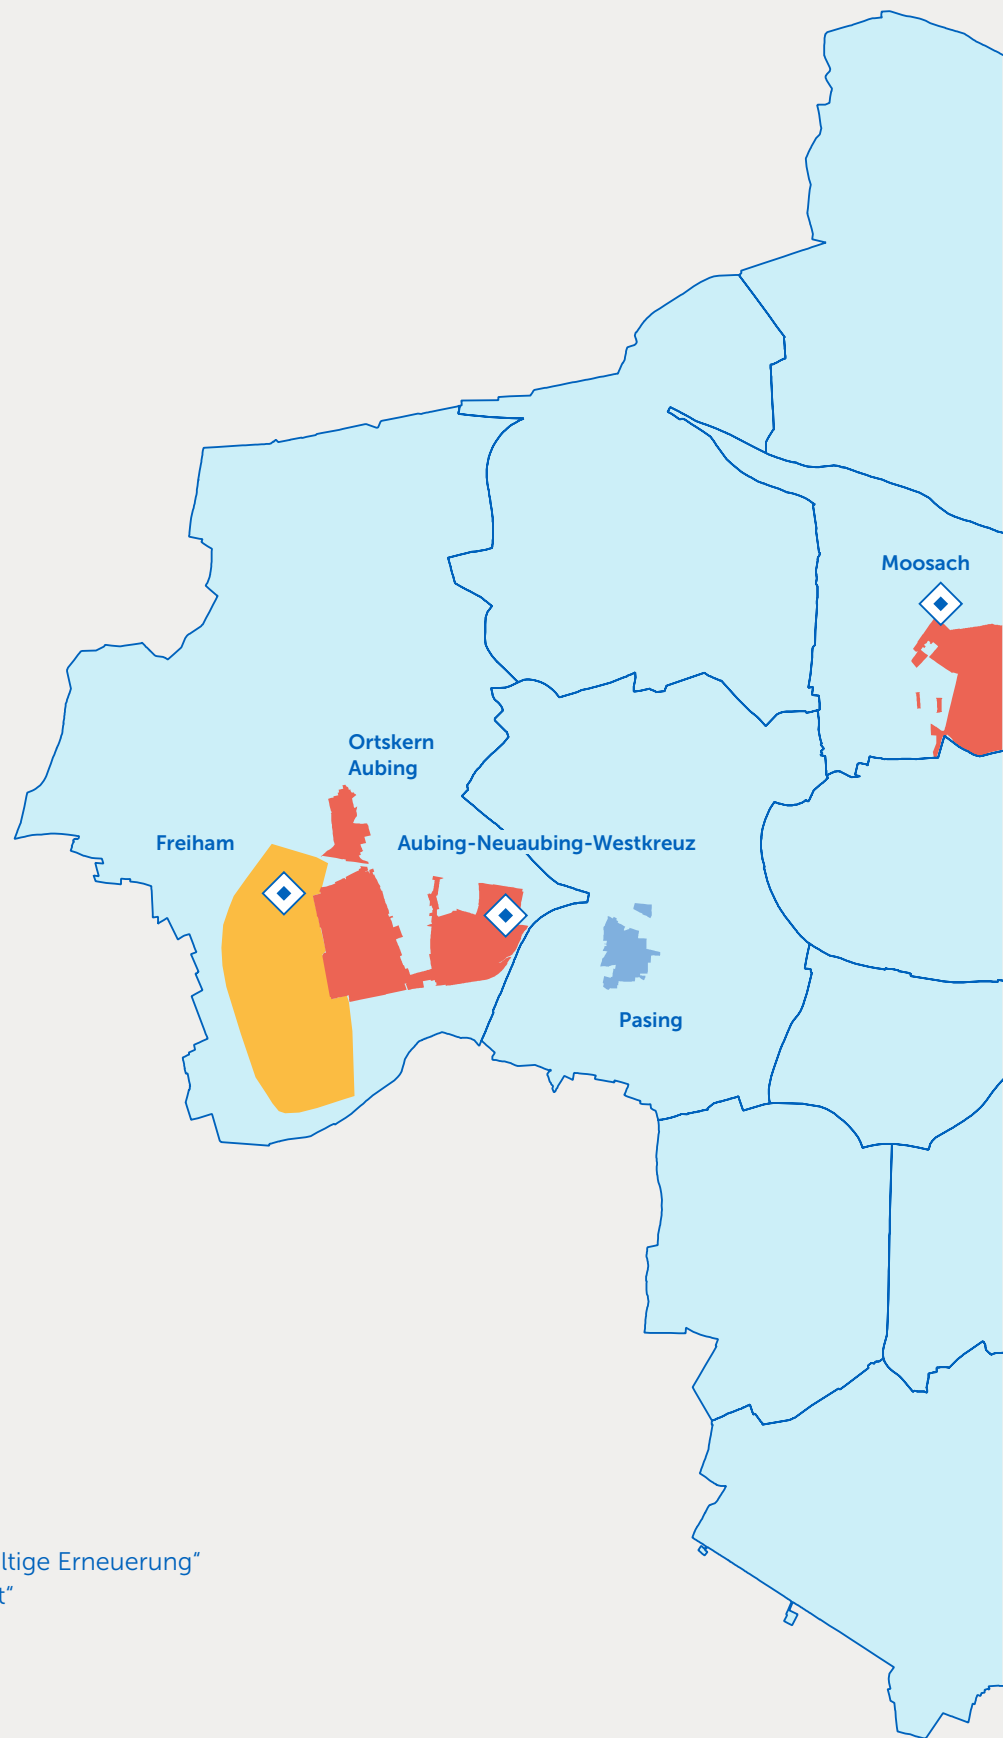 Moosach
Ortskern
Aubing
Freiham
Aubing-Neuaubing-Westkreuz
Pasing
ltige Erneuerung“
t“